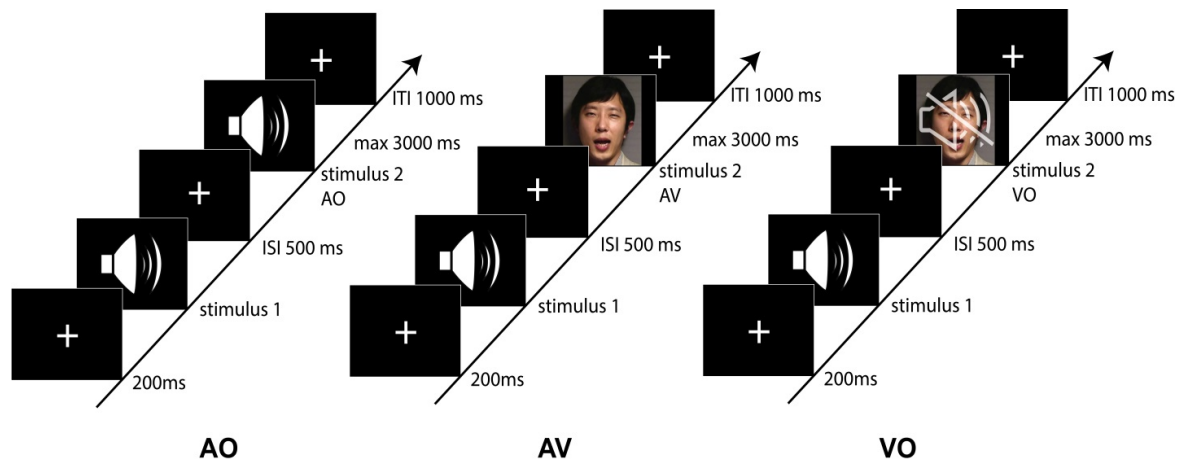 ITI 1000 ms
max 3000 ms
stimulus 2
AO
ISI 500 ms
stimulus 1
200ms
AO
ITI 1000 ms
max 3000 ms
stimulus 2
AV
ISI 500 ms
stimulus 1
200ms
AV
ITI 1000 ms
max 3000 ms
stimulus 2
VO
ISI 500 ms
stimulus 1
200ms
VO